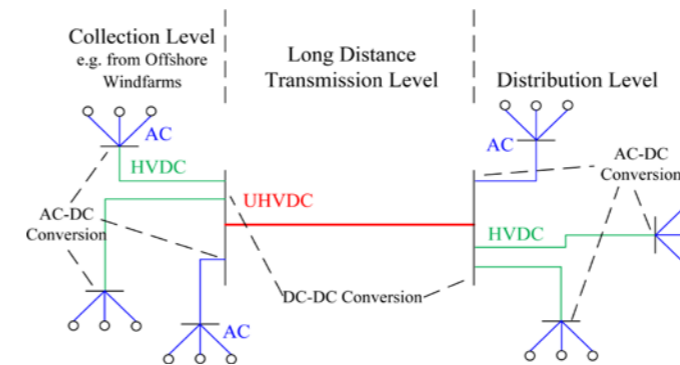 Collection Level
e.g. from Offshore
Windfarms
Long Distance
Transmission Level
Distribution Level
AC
HVDC
UHVDC
AC-DC
Conversion
AC
DC-DC Conversion
AC
HVDC
AC-DC
Conversion